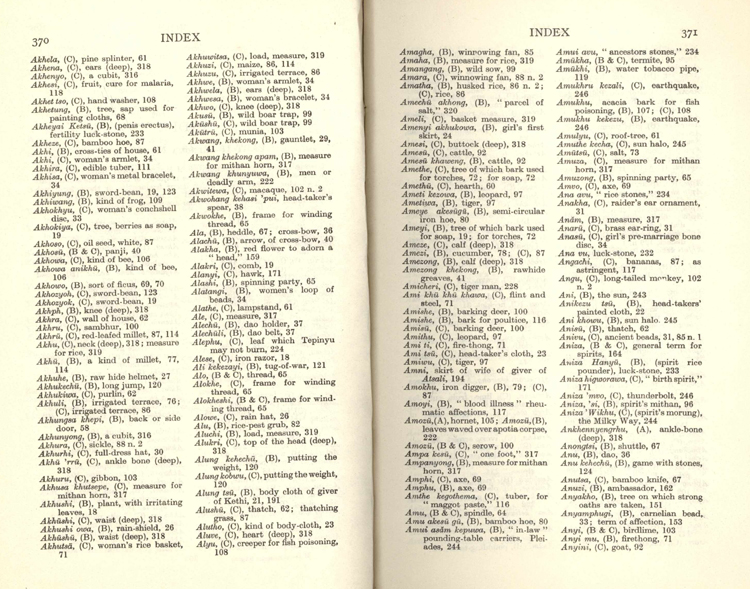 370
INDEX
Akhela, (C), pine splinter, 61
Akhena, (C), ears (deep), 318
Akhenyo, (C), a cubit, 316
Akhesi, (C), fruit, cure for malaria,
118
Akhet tso, (C), hand washer, 108
Akhetung, (B), tree, sap used for
painting cloths, 68
Akheyai Ketsü, (B), (penis erectus),
fertility luck-stone, 233
Akheze, (C), bamboo hoe, 87
Akhi, (B), cross-ties of house, 61
Akhi, (C), woman's armlet, 34
Akhira, (C), edible tuber, 111
Akhisa, (C), woman's metal bracelet,
34
Akhiyung, (B), sword-bean, 19, 123
Akhiwang, (B), kind of frog, 109
Akhokhyu, (C), woman's conchshell
disc, 33
Akhokiya, (C), tree, berries as soap,
19
Akhoso, (C), oil seed, white, 87
Akhosü, (B & C), panji, 40
Akhowa, (C), kind of bee, 106
Akhowa anikhü, (B), kind of bee,
106
Akhowo, (B), sort of ficus, 69, 70
Akhozyoh, (C), sword-bean, 123
Akhozyok, (C), sword-bean, 19
Akhph, (B), knee (deep), 318
Akhra, (C), wall of house, 62
Akhru, (C), sambhur, 100
Akhrü, (C), red-leafed millet, 87, 114
Akhu, (C), neck (deep), 318; measure
for rice, 319
Akhü, (B), a kind of millet, 77,
114
Akhuhe, (B), raw hide helmet, 27
Akhukechü, (B), long jump, 120
Akhukiwa, (C), purlin, 62
Akhuli, (B), irrigated terrace, 76;
(C), irrigated terrace, 86
Akhungsa khepi, (B), back or side
door, 58
Akhunyong, (B), a cubit, 316
Akhura, (C), sickle, 88 n. 2
Akhurhi, (C), full-dress hat, 30
Akhü 'rrü, (C), ankle bone (deep),
318
Akhuru, (C), gibbon, 103
Akhusa khutsepe, (C), measure for
mithan horn, 317
Akhushi, (B), plant, with irritating
leaves, 18
Akhüshi, (C), waist (deep), 318
Akhushi owa, (B), rain-shield, 26
Akhüshü, (B), waist (deep), 318
Akhutsü, (C), woman's rice basket,
71
Akhuwitsa, (C), load, measure, 319
Akhuzi, (C), maize, 86, 114
Akhuzu, (C), irrigated terrace, 86
Akhwe, (B), woman's armlet, 34
Akhwela, (B), ears (deep), 318
Akhwesa, (B), woman's bracelet, 34
Akhwo, (C), knee (deep), 318
Akusü, (B), wild boar trap, 99
Aküshü, (C), wild boar trap, 99
Akütrü, (C), munia, 103
Akwang, khekong, (B), gauntlet, 29,
41
Akwang khekong apam, (B), measure
for mithan horn, 317
Akwang khunyuwa, (B), men or
deadly arm, 222
Akwitewa, (C), macaque, 102 n. 2
Akwohang kehasi 'pui, head-taker's
spear, 38
Akwokhe, (B), frame for winding
thread, 65
Ala, (B), heddle, 67; cross-bow, 36
Alachü, (B), arrow, of cross-bow, 40
Alakha, (B), red flower to adorn a
"head," 159
Alakri, (C), comb, 19
Alanyi, (C), hawk, 171
Alashi, (B), spinning party, 65
Alatangi, (B), women's loop of
beads, 34
Alathe, (C), lampstand, 61
Ale, (C), measure, 317
Alechü, (B), dao holder, 37
Alechüli, (B), dao belt, 37
Alephu, (C), leaf which Tepinyu
may not burn, 224
Alese, (C), iron razor, 18
Ali kekezayi, (B), tug-of-war, 121
Alo, (B & C), thread, 65
Alokhe, (C), frame for winding
thread, 65
Alokheshi, (B & C), frame for wind-
ing thread, 65
Alowe, (C), rain hat, 26
Alu, (B), rice-pest grub, 82
Aluchi, (B), load, measure, 319
Alukri, (C), top of the head (deep),
318
Alung kehechü, (B), putting the
weight, 120
Alung kobwu, (C), putting the weight,
120
Alung tsü, (B), body cloth of giver
of Kethi, 21, 191
Alushü, (C), thatch, 62; thatching
grass, 87
Alutho, (C), kind of body-cloth, 23
Aluve, (C), heart (deep), 318
Alyu, (C), creeper for fish poisoning,
108
INDEX
371
Amagha, (B), winrowing fan, 85
Amaha, (B), measure for rice, 319
Amangang, (B), wild sow, 99
Amara, (C), winnowing fan, 88 n. 2
Amatha, (B), husked rice, 86 n. 2;
(C), rice, 86
Amechü akhong, (B), "parcel of
salt," 320
Ameli, (C), basket measure, 319
Amenyi akhukowa, (B), girl's first
skirt, 24
Amesi, (C), buttock (deep), 318
Amesü, (C), cattle, 92
Amesü khaweng, (B), cattle, 92
Amethe, (C), tree of which bark used
for torches, 72; for soap, 72
Amethü, (C), hearth, 60
Ameti kezowa, (B), leopard, 97
Ametiwa, (B), tiger, 97
Ameye akesügü, (B), semi-circular
iron hoe, 80
Ameyi, (B), tree of which bark used
for soap, 19; for torches, 72
Ameze, (C), calf (deep), 318
Amezi, (B), cucumber, 78; (C), 87
Amezong, (B), calf (deep), 318
Amezong khekong, (B), rawhide
greaves, 41
Amicheri, (C), tiger man, 228
Ami khü khü khawa, (C), flint and
steel, 71
Amishe, (B), barking deer, 100
Amishe, (B), bark for poultice, 116
Amisü, (C), barking deer, 100
Amithu, (C), leopard, 97
Ami ti, (C), fire-thong, 71
Ami tsü, (C), head-taker's cloth, 23
Amiwu, (C), tiger, 97
Amni, skirt of wife of giver of
Atsali, 194
Amokhu, iron digger, (B), 79; (C),
87
Amoyi, (B), "blood illness" rheu-
matic affections, 117
Amozü,(A), hornet, 105; Amozü,(B),
leaves waved over apotia corpse,
222
Amozü, (B & C), serow, 100
Ampa kesü, (C), "one foot," 317
Ampanyong, (B), measure for mithan
horn, 317
Amphi, (C), axe, 69
Amphu, (B), axe, 69
Amthe kegothema, (C), tuber, for
"maggot paste," 116
Amu, (B & C), spindle, 64
Amu akesü gü, (B), bamboo hoe, 80
Amui asüm kepuwa, (B), "in-law"
pounding-table carriers, Plei-
ades, 244
Amui avu, "ancestors stones," 234
Amükha, (B & C), termite, 95
Amükhi, (B), water tobacco pipe,
119
Amukhru kezali, (C), earthquake,
246
Amukhu, acacia bark for fish
poisoning, (B), 107; (C), 108
Amukhu kekezu, (B), earthquake,
246
Amulyu, (C), roof-tree, 61
Amuthe kecha, (C), sun halo, 245
Amütsü, (C), salt, 73
Amuza, (C), measure for mithan
horn, 317
Amuzong, (B), spinning party, 65
Amvo, (C), axe, 69
Ana avu, "rice stones," 234
Anakha, (C), raider's ear ornament,
31
Anüm, (B), measure, 317
Anarü, (C), brass ear-ring, 31
Anasü, (C), girl's pre-marriage bone
disc, 34
Ana vu, luck-stone, 232
Angachi, (C), bananas, 87; as
astringent, 117
Angu, (C), long-tailed monkey, 102
n. 2
Ani, (B), the sun, 243
Anikezu tsü, (B), head-takers'
painted cloth, 22
Ani khowu, (B), sun halo, 245
Anisü, (B), thatch, 62
Anivu, (C), ancient beads, 31, 85 n. 1
Aniza, (B & C), general term for
spirits, 164
Aniza Hanyü, (B), (spirit rice
pounder), luck-stone, 233
Aniza higworawa, (C), "birth spirit,"
171
Aniza 'mvo, (C), thunderbolt, 246
Aniza, 'si, (B), spirit's mithan, 96
Aniza 'Wikhu, (C), (spirit's morung),
the Milky Way, 244
Ankhennyengrhu, (A), ankle-bone
(deep), 318
Anongtsi, (B), shuttle, 67
Anu, (B), dao, 36
Anu kehechü, (B), game with stones,
124
Anutsa, (C), bamboo knife, 67
Anuzi, (B), ambassador, 162
Anyakho, (B), tree on which strong
oaths are taken, 151
Anyamphugi, (B), carnelian bead,
33; term of affection, 153
Anyi, (B & C), birdlime, 103
Anyi mu, (B), firethong, 71
Anyini, (C), goat, 92